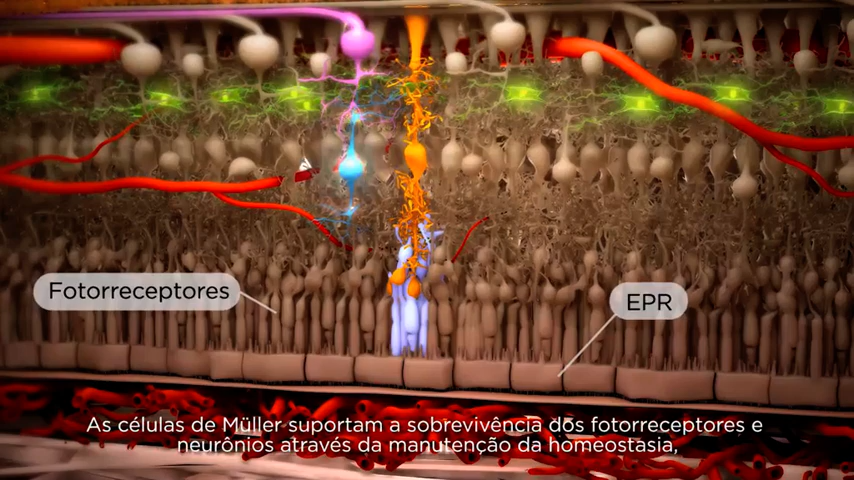 Fotorreceptores
EPR
As células de Müller suportam a sobrevivência dos fotorreceptores e
neurônios através da manutenção da homeostasia,